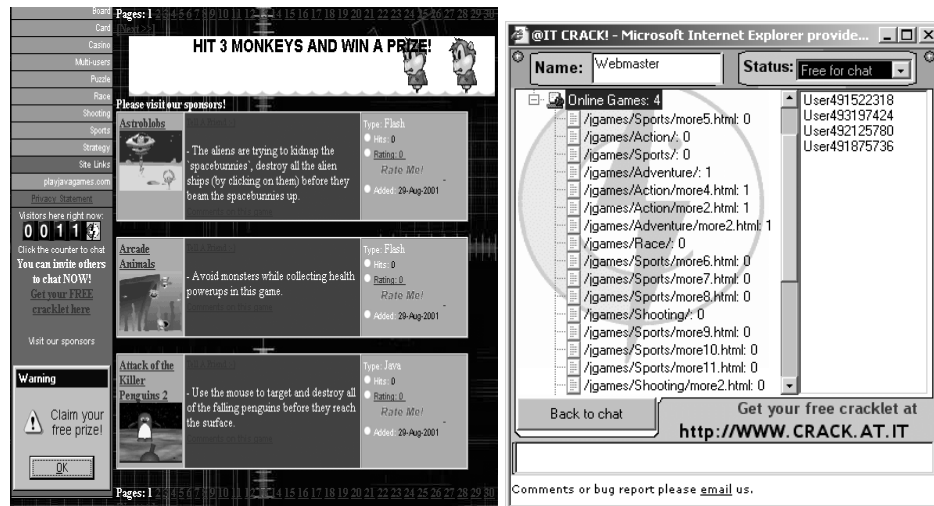 Board
Card
Casino
Multi-users
Puzzle
Race
Shooting
Sports
Strategy
Site Links
playjavagames.com
Privacy Statement
Visitors here right now:
0 0 1 1
Click the counter to chat
You can invite others
to chat NOW!
Get your FREE
cracklet here
Visit our sponsors
Warning
Claim your
free prize!
OK
Pages: 1 2 3 4 5 6 7 8 9 10 11 12 13 14 15 16 17 18 19 20 21 22 23 24 25 26 27 28 29 30
[Next >>]
HIT 3 MONKEYS AND WIN A PRIZE!
Please visit our sponsors!
Astroblobs
- The aliens are trying to kidnap the
`spacebunnies`, destroy all the alien
ships (by clicking on them) before they
beam the spacebunnies up.
Comments on this game
Type: Flash
Hits: 0
Rating: 0
Rate Me!
Added: 29-Aug-2001
Arcade
Animals
- Avoid monsters while collecting health
powerups in this game.
Comments on this game
Type: Flash
Hits: 0
Rating: 0
Rate Me!
Added: 29-Aug-2001
Attack of the
Killer
Penguins 2
- Use the mouse to target and destroy all
of the falling penguins before they reach
the surface.
Comments on this game
Type: Java
Hits: 0
Rating: 0
Rate Me!
Added: 29-Aug-2001
Pages: 1 2 3 4 5 6 7 8 9 10 11 12 13 14 15 16 17 18 19 20 21 22 23 24 25 26 27 28 29 30
@IT CRACK! - Microsoft Internet Explorer provide...
Name: Webmaster
Status: Free for chat
Online Games: 4
/jgames/Sports/more5.html: 0
/jgames/Action/: 0
/jgames/Sports/: 0
/jgames/Adventure/: 1
/jgames/Action/more4.html: 1
/jgames/Action/more2.html: 1
/jgames/Adventure/more2.html: 1
/jgames/Race/: 0
/jgames/Sports/more6.html: 0
/jgames/Sports/more7.html: 0
/jgames/Sports/more8.html: 0
/jgames/Shooting/: 0
/jgames/Sports/more9.html: 0
/jgames/Sports/more10.html: 0
/jgames/Sports/more11.html: 0
/jgames/Shooting/more2.html: 0
User491522318
User493197424
User492125780
User491875736
Back to chat
Get your free cracklet at
http://WWW.CRACK.AT.IT
Comments or bug report please email us.